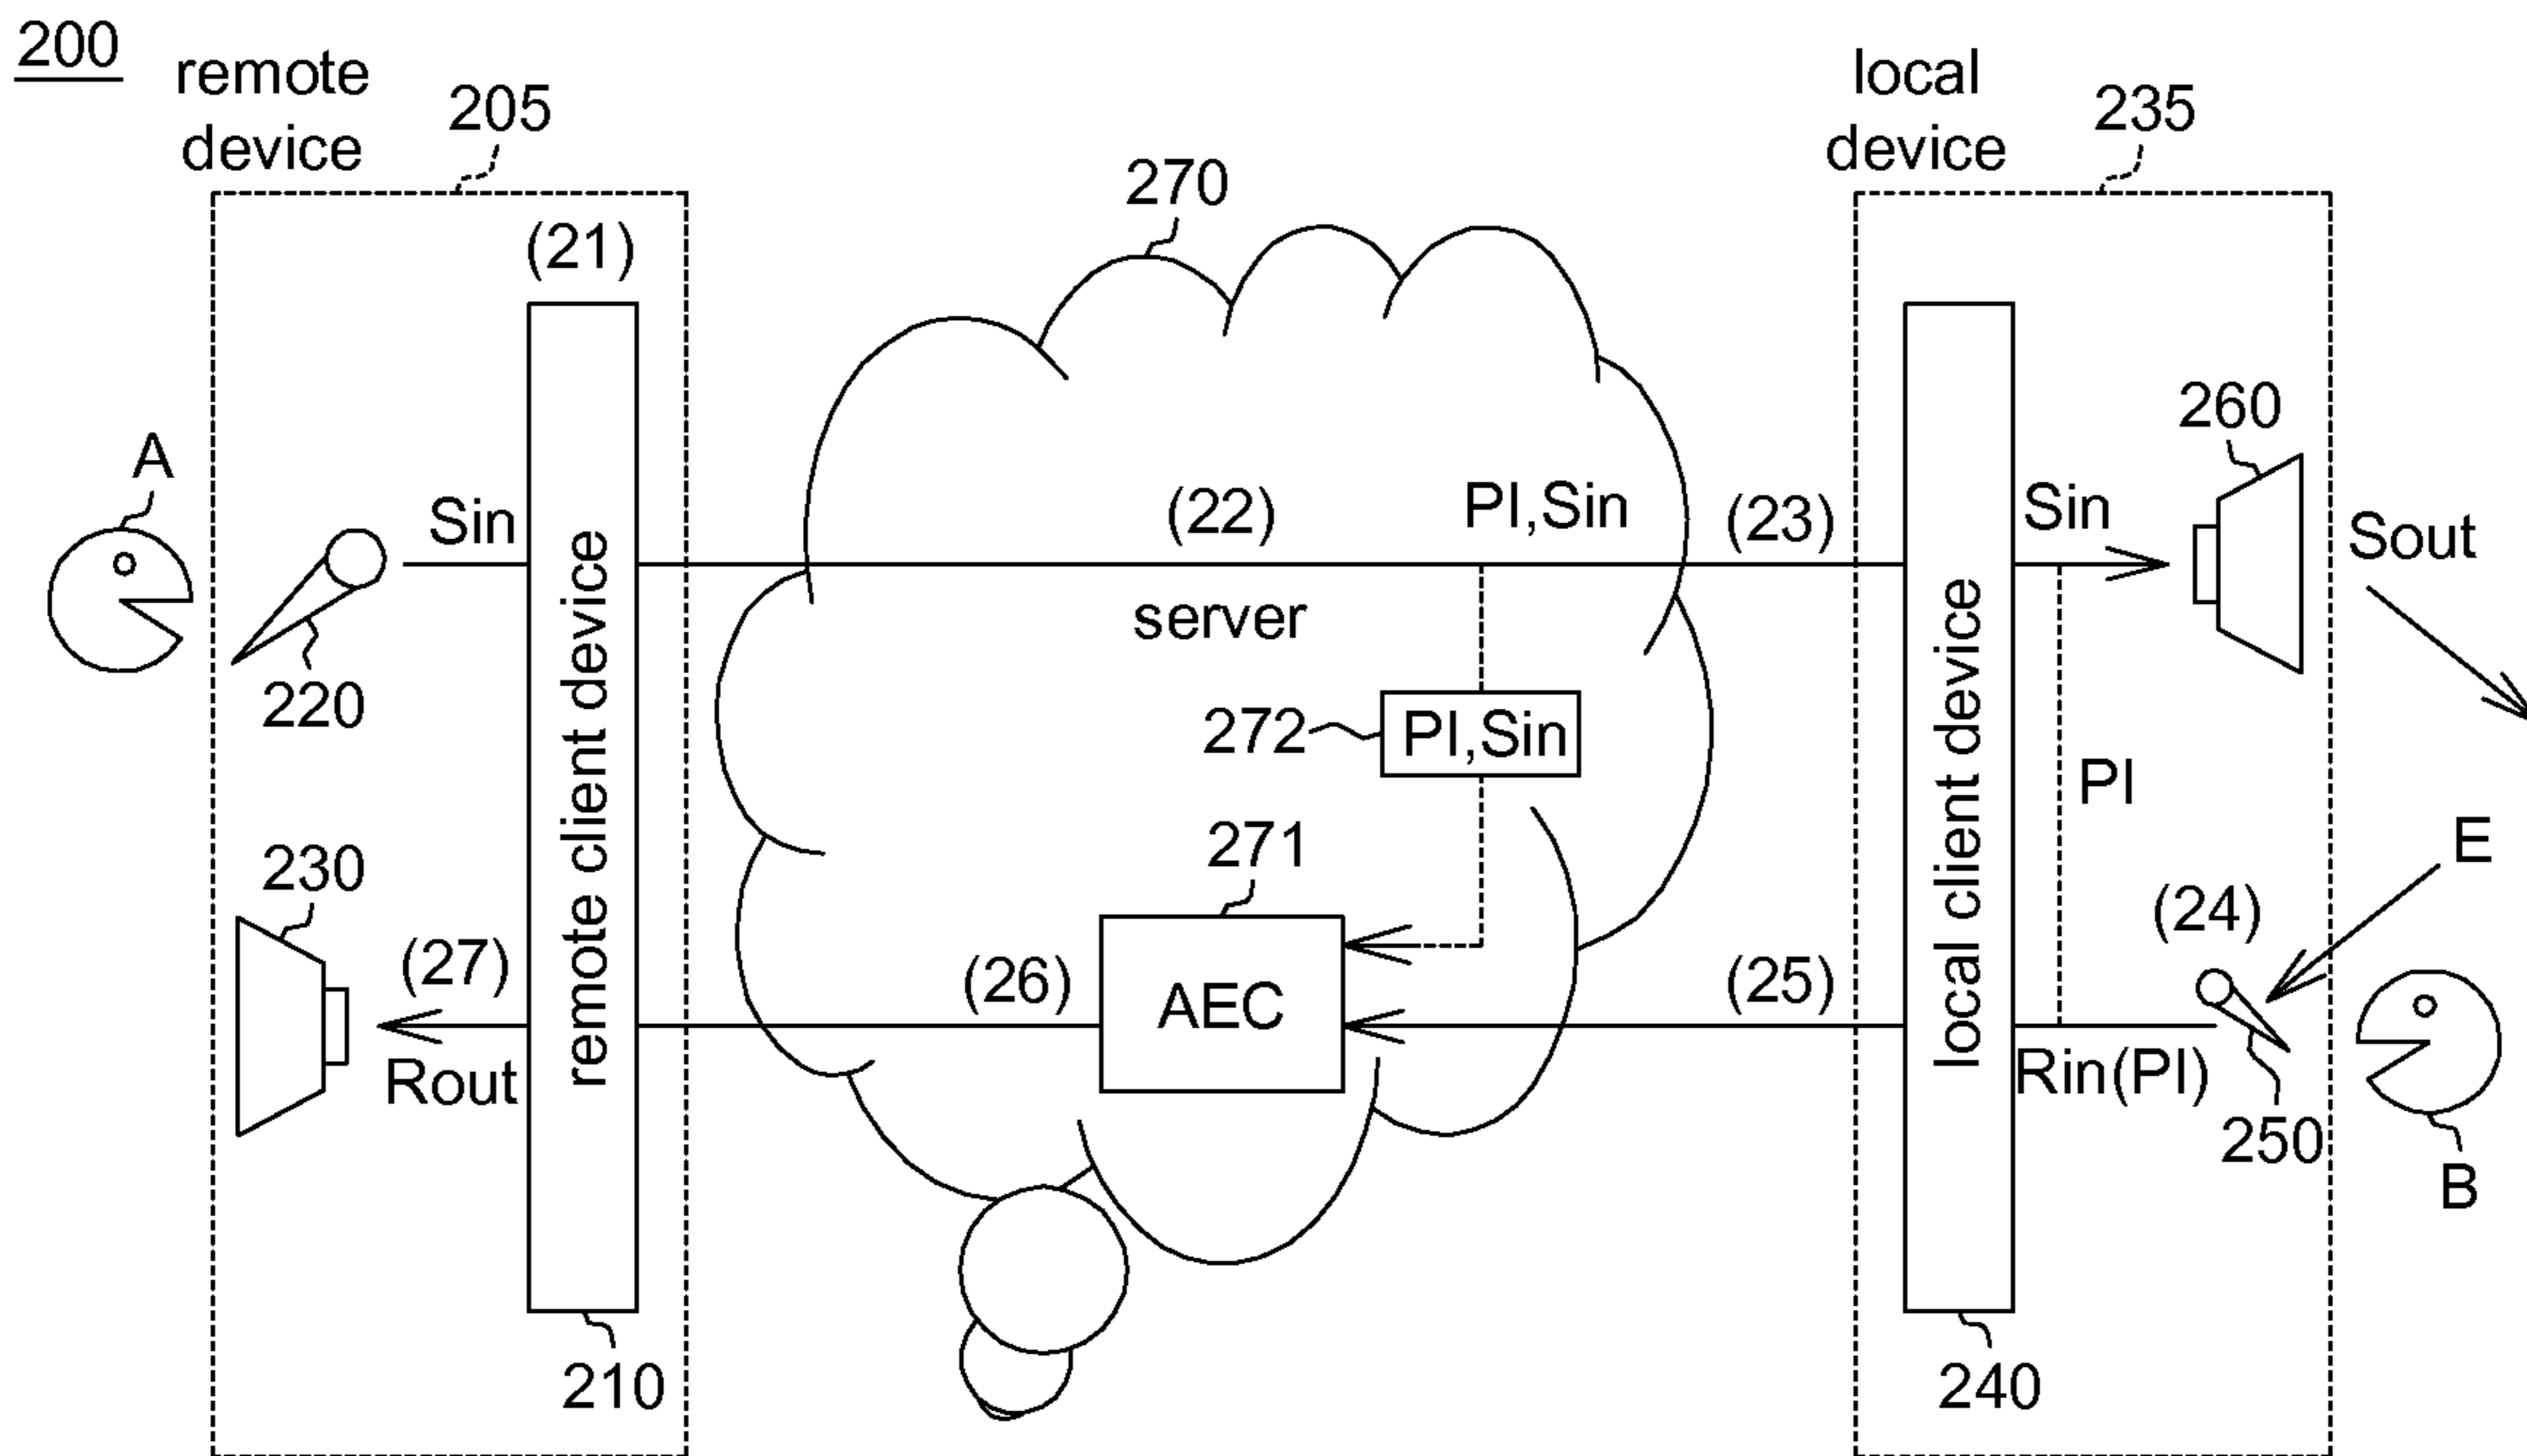 200
remote
device
205
(21)
270
local
device
235
A
Sin
(22)
PI,Sin
(23)
Sin
260
Sout
220
remote client device
server
272
PI,Sin
local client device
PI
230
(27)
Rout
(26)
271
AEC
(25)
(24)
E
Rin(PI)
250
B
210
240